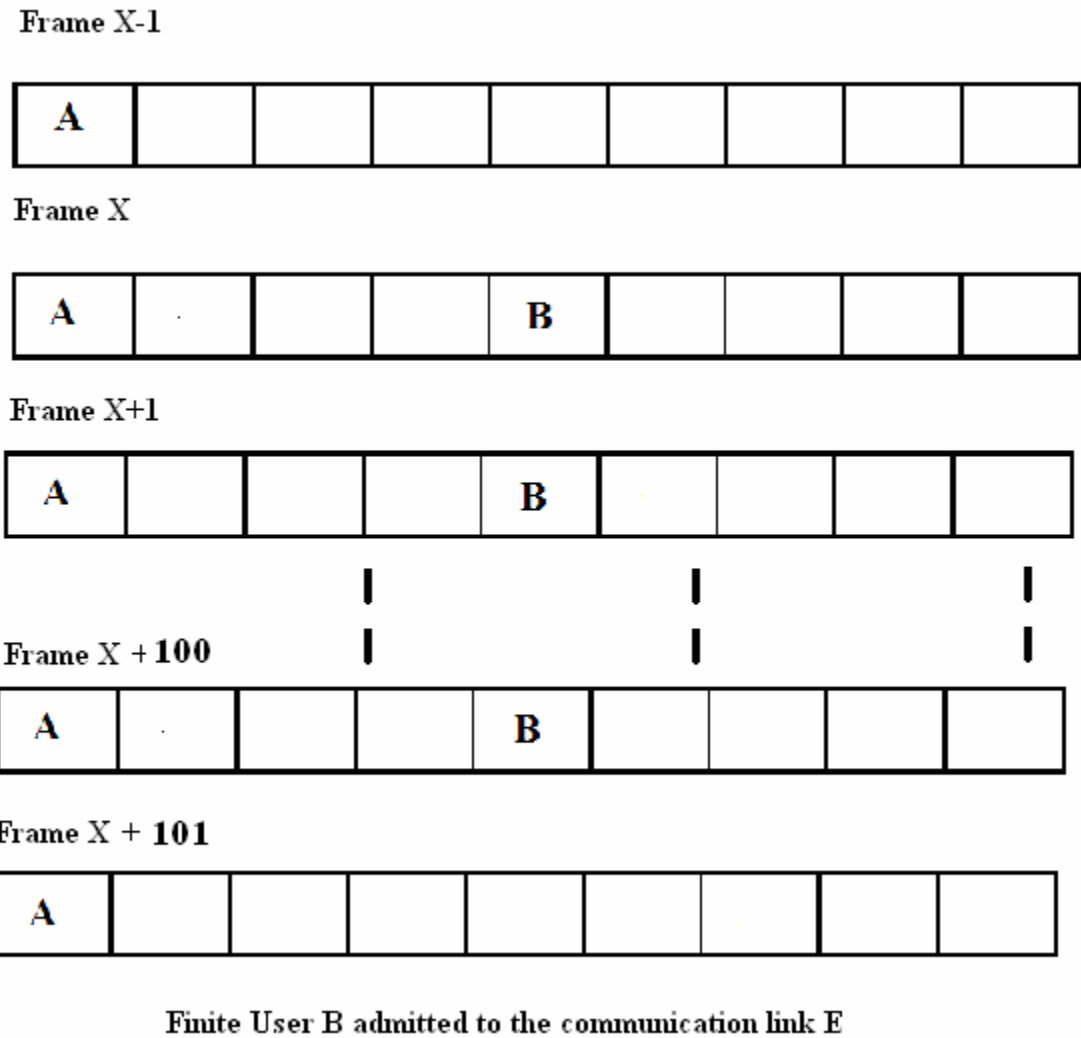 Frame X-1
A
Frame X
A B
Frame X+1
A B
Frame X + 100
A B
Frame X + 101
A
Finite User B admitted to the communication link E